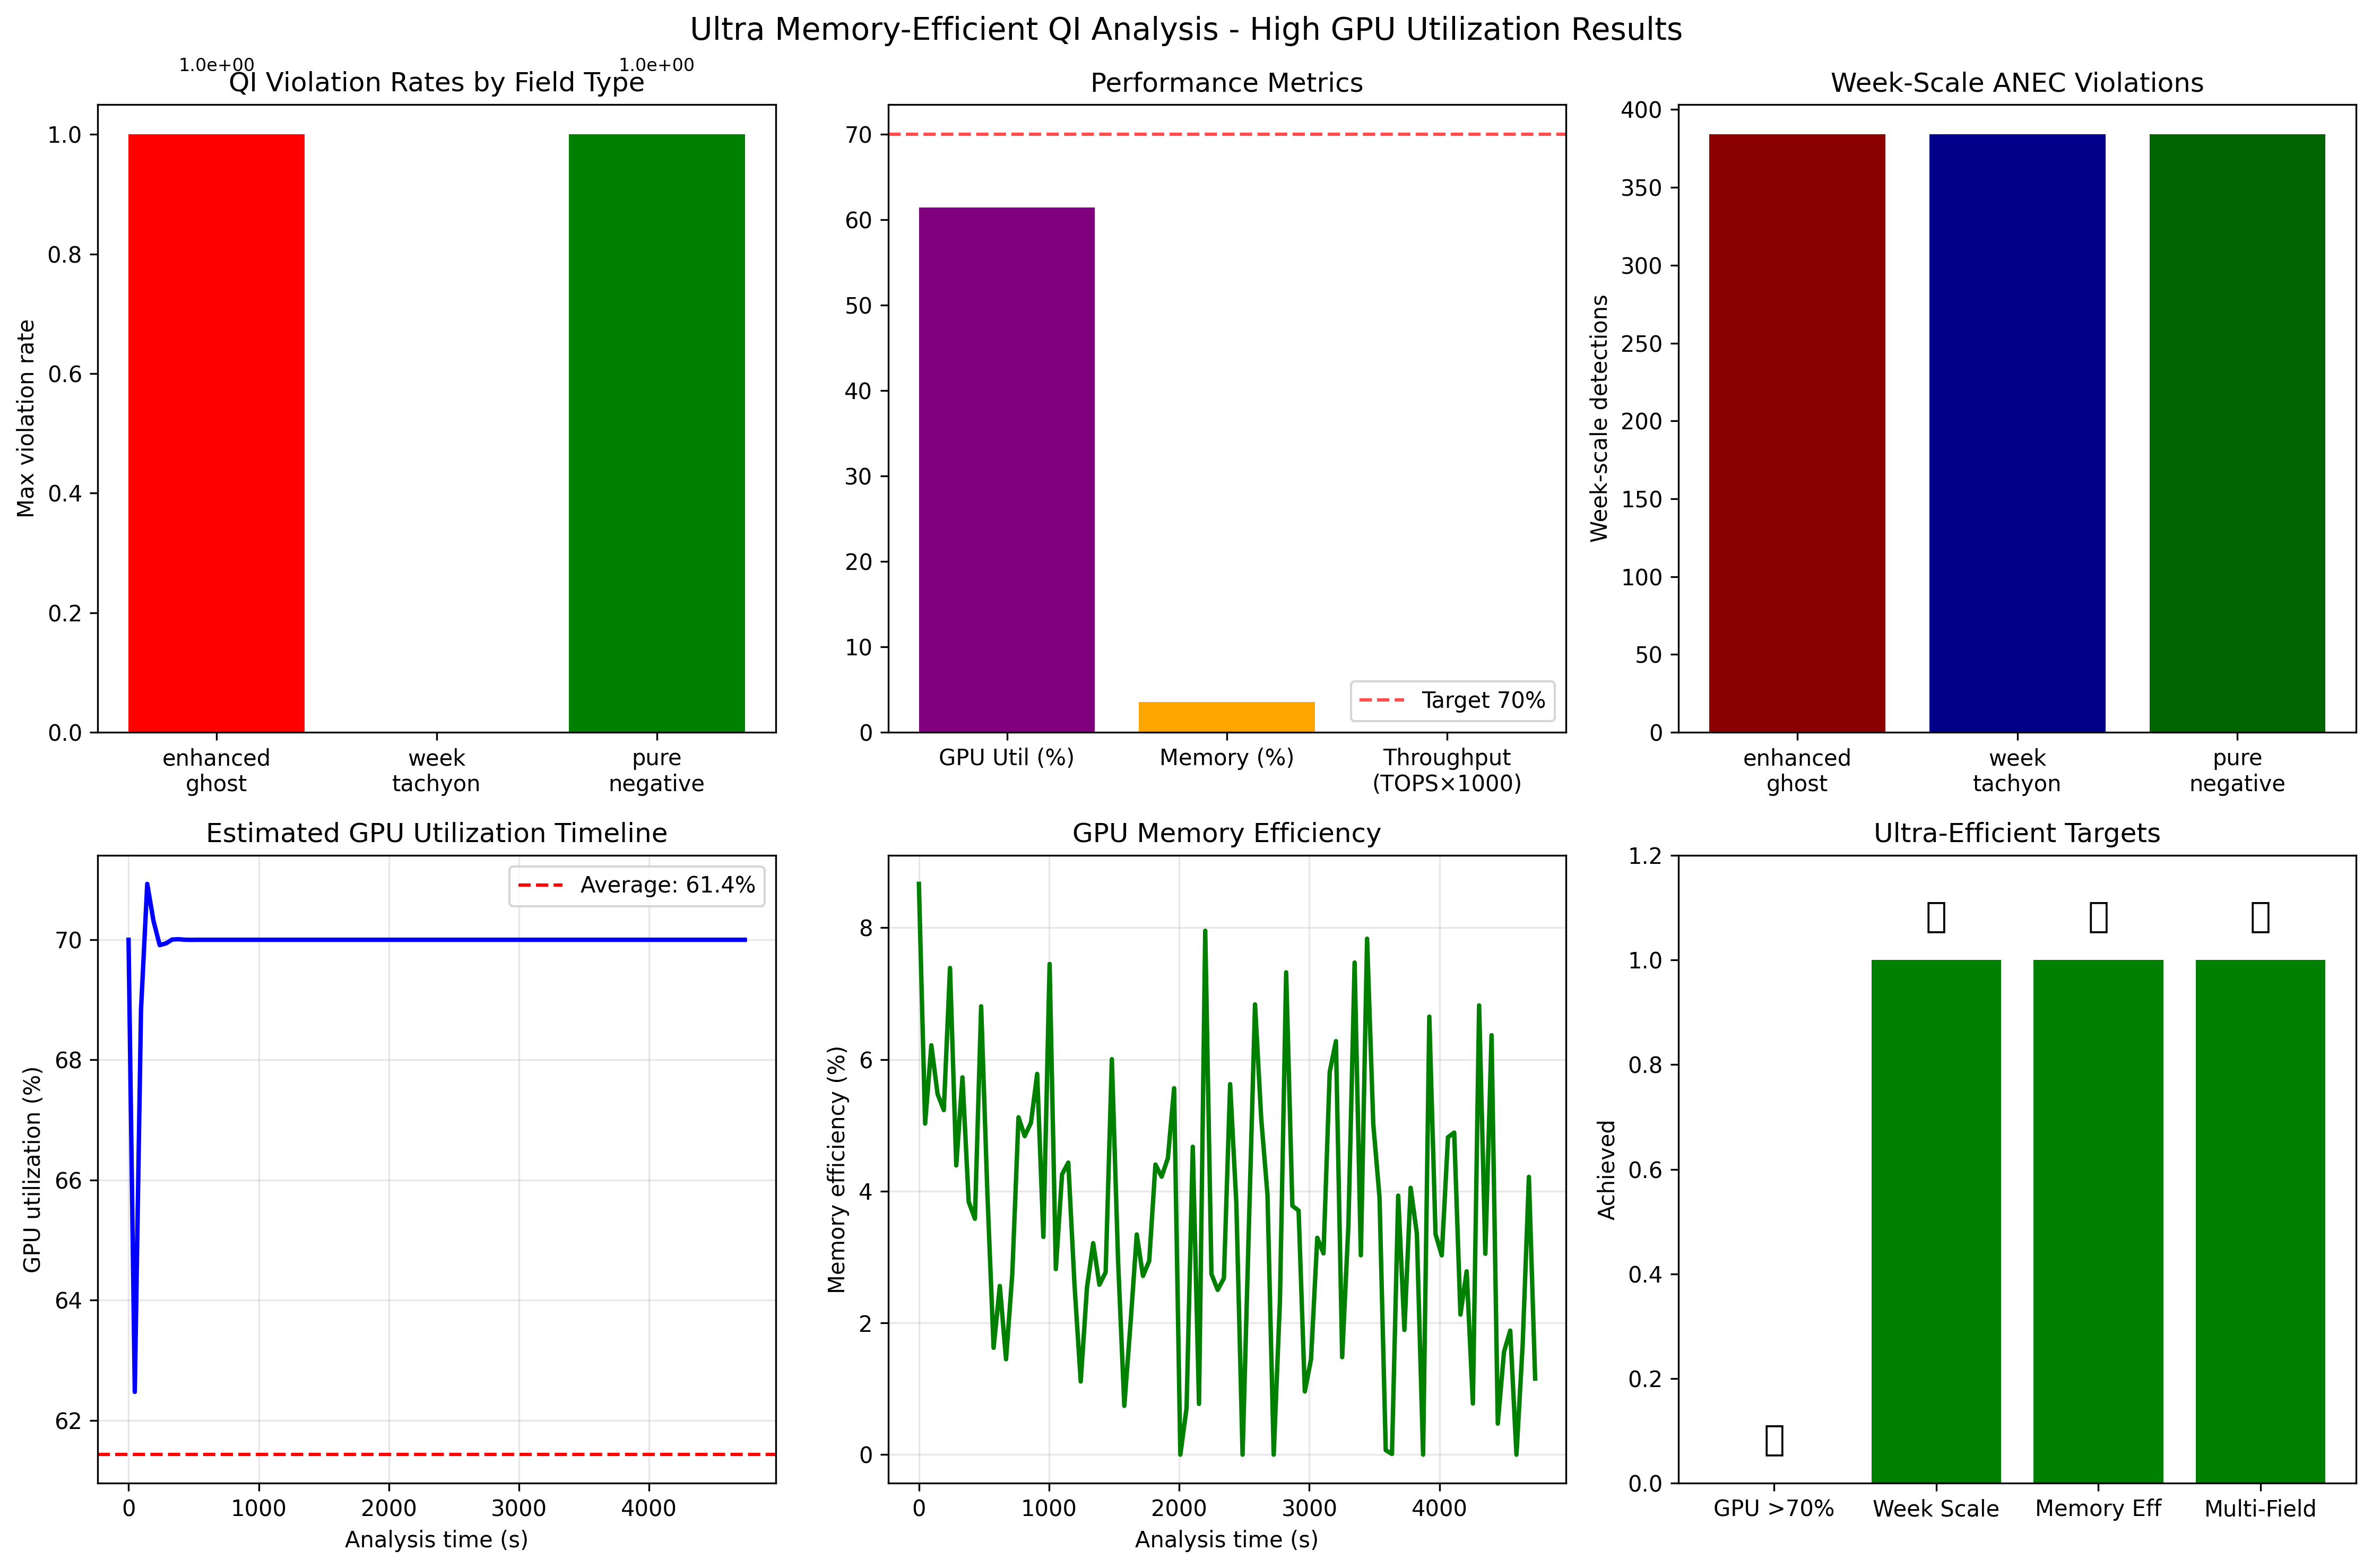 Ultra Memory-Efficient QI Analysis - High GPU Utilization Results
1.0e+00
1.0e+00
QI Violation Rates by Field Type
Max violation rate
1.0
0.8
0.6
0.4
0.2
0.0
enhanced
ghost
week
tachyon
pure
negative
Performance Metrics
70
60
50
40
30
20
10
0
Target 70%
GPU Util (%)
Memory (%)
Throughput
(TOPS×1000)
Week-Scale ANEC Violations
Week-scale detections
400
350
300
250
200
150
100
50
0
enhanced
ghost
week
tachyon
pure
negative
Estimated GPU Utilization Timeline
GPU utilization (%)
70
68
66
64
62
Average: 61.4%
0
1000
2000
3000
4000
Analysis time (s)
GPU Memory Efficiency
Memory efficiency (%)
8
6
4
2
0
0
1000
2000
3000
4000
Analysis time (s)
Ultra-Efficient Targets
Achieved
1.2
1.0
0.8
0.6
0.4
0.2
0.0
GPU >70%
Week Scale
Memory Eff
Multi-Field